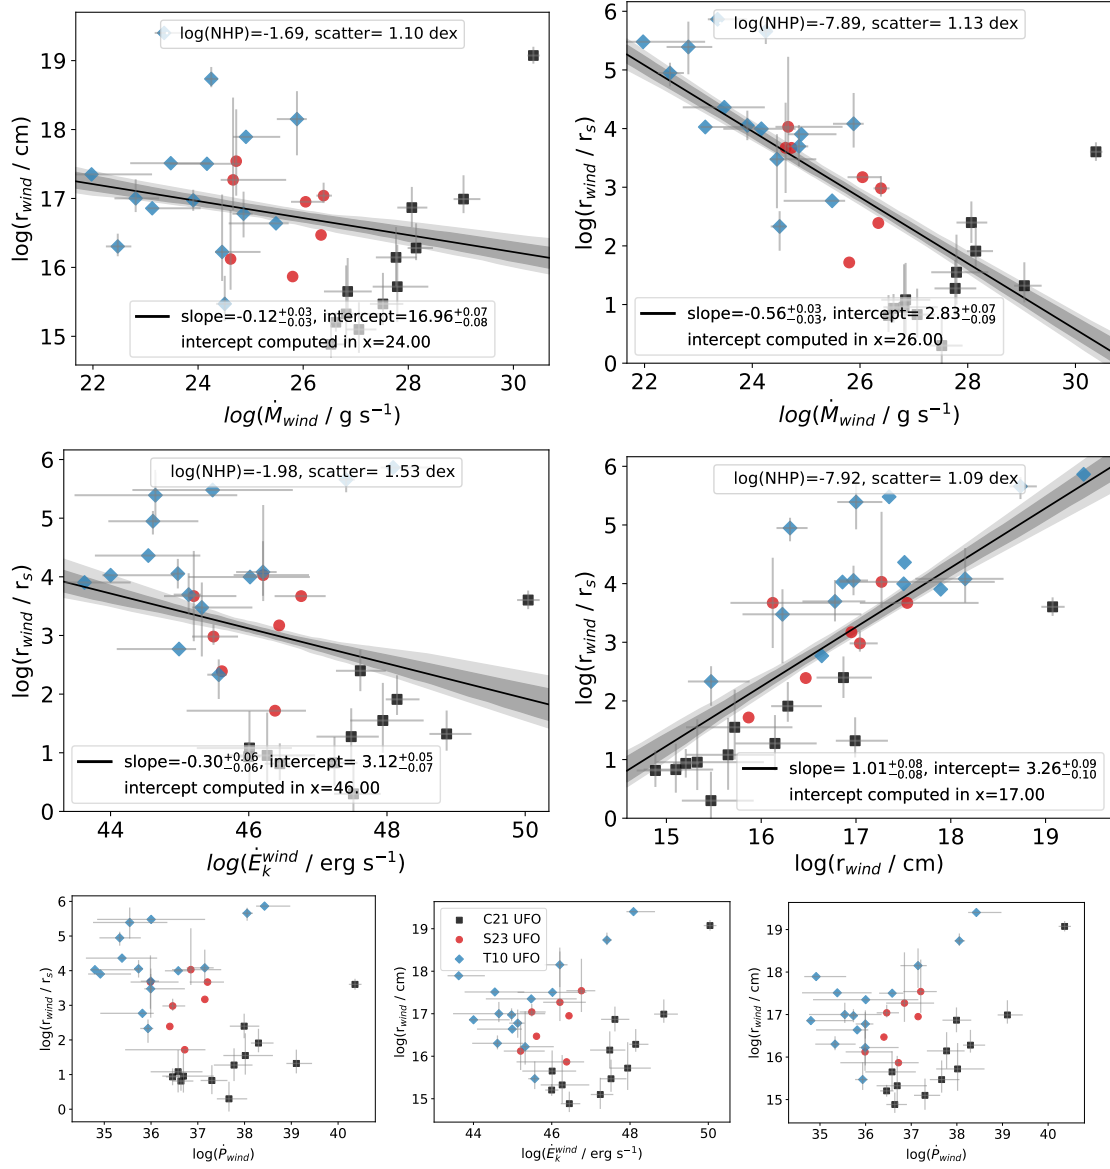 log(NHP)=-1.69, scatter= 1.10 dex
19
18
17
16
15
log(r_wind / cm)
slope=-0.12^{+0.03}_{-0.03}, intercept=16.96^{+0.07}_{-0.08}
intercept computed in x=24.00
22 24 26 28 30
log(Ṁ_wind / g s⁻¹)
log(NHP)=-7.89, scatter= 1.13 dex
6
5
4
3
2
1
0
log(r_wind / r_s)
slope=-0.56^{+0.03}_{-0.03}, intercept= 2.83^{+0.07}_{-0.09}
intercept computed in x=26.00
22 24 26 28 30
log(Ṁ_wind / g s⁻¹)
log(NHP)=-1.98, scatter= 1.53 dex
6
5
4
3
2
1
0
log(r_wind / r_s)
slope=-0.30^{+0.06}_{-0.06}, intercept= 3.12^{+0.05}_{-0.07}
intercept computed in x=46.00
44 46 48 50
log(Ė_k^wind / erg s⁻¹)
log(NHP)=-7.92, scatter= 1.09 dex
6
5
4
3
2
1
0
log(r_wind / r_s)
slope= 1.01^{+0.08}_{-0.08}, intercept= 3.26^{+0.09}_{-0.10}
intercept computed in x=17.00
15 16 17 18 19
log(r_wind / cm)
6
5
4
3
2
1
0
log(r_wind / r_s)
35 36 37 38 39 40
log(Ṗ_wind)
C21 UFO
S23 UFO
T10 UFO
19
18
17
16
15
log(r_wind / cm)
44 46 48 50
log(Ė_k^wind / erg s⁻¹)
19
18
17
16
15
log(r_wind / cm)
35 36 37 38 39 40
log(Ṗ_wind)